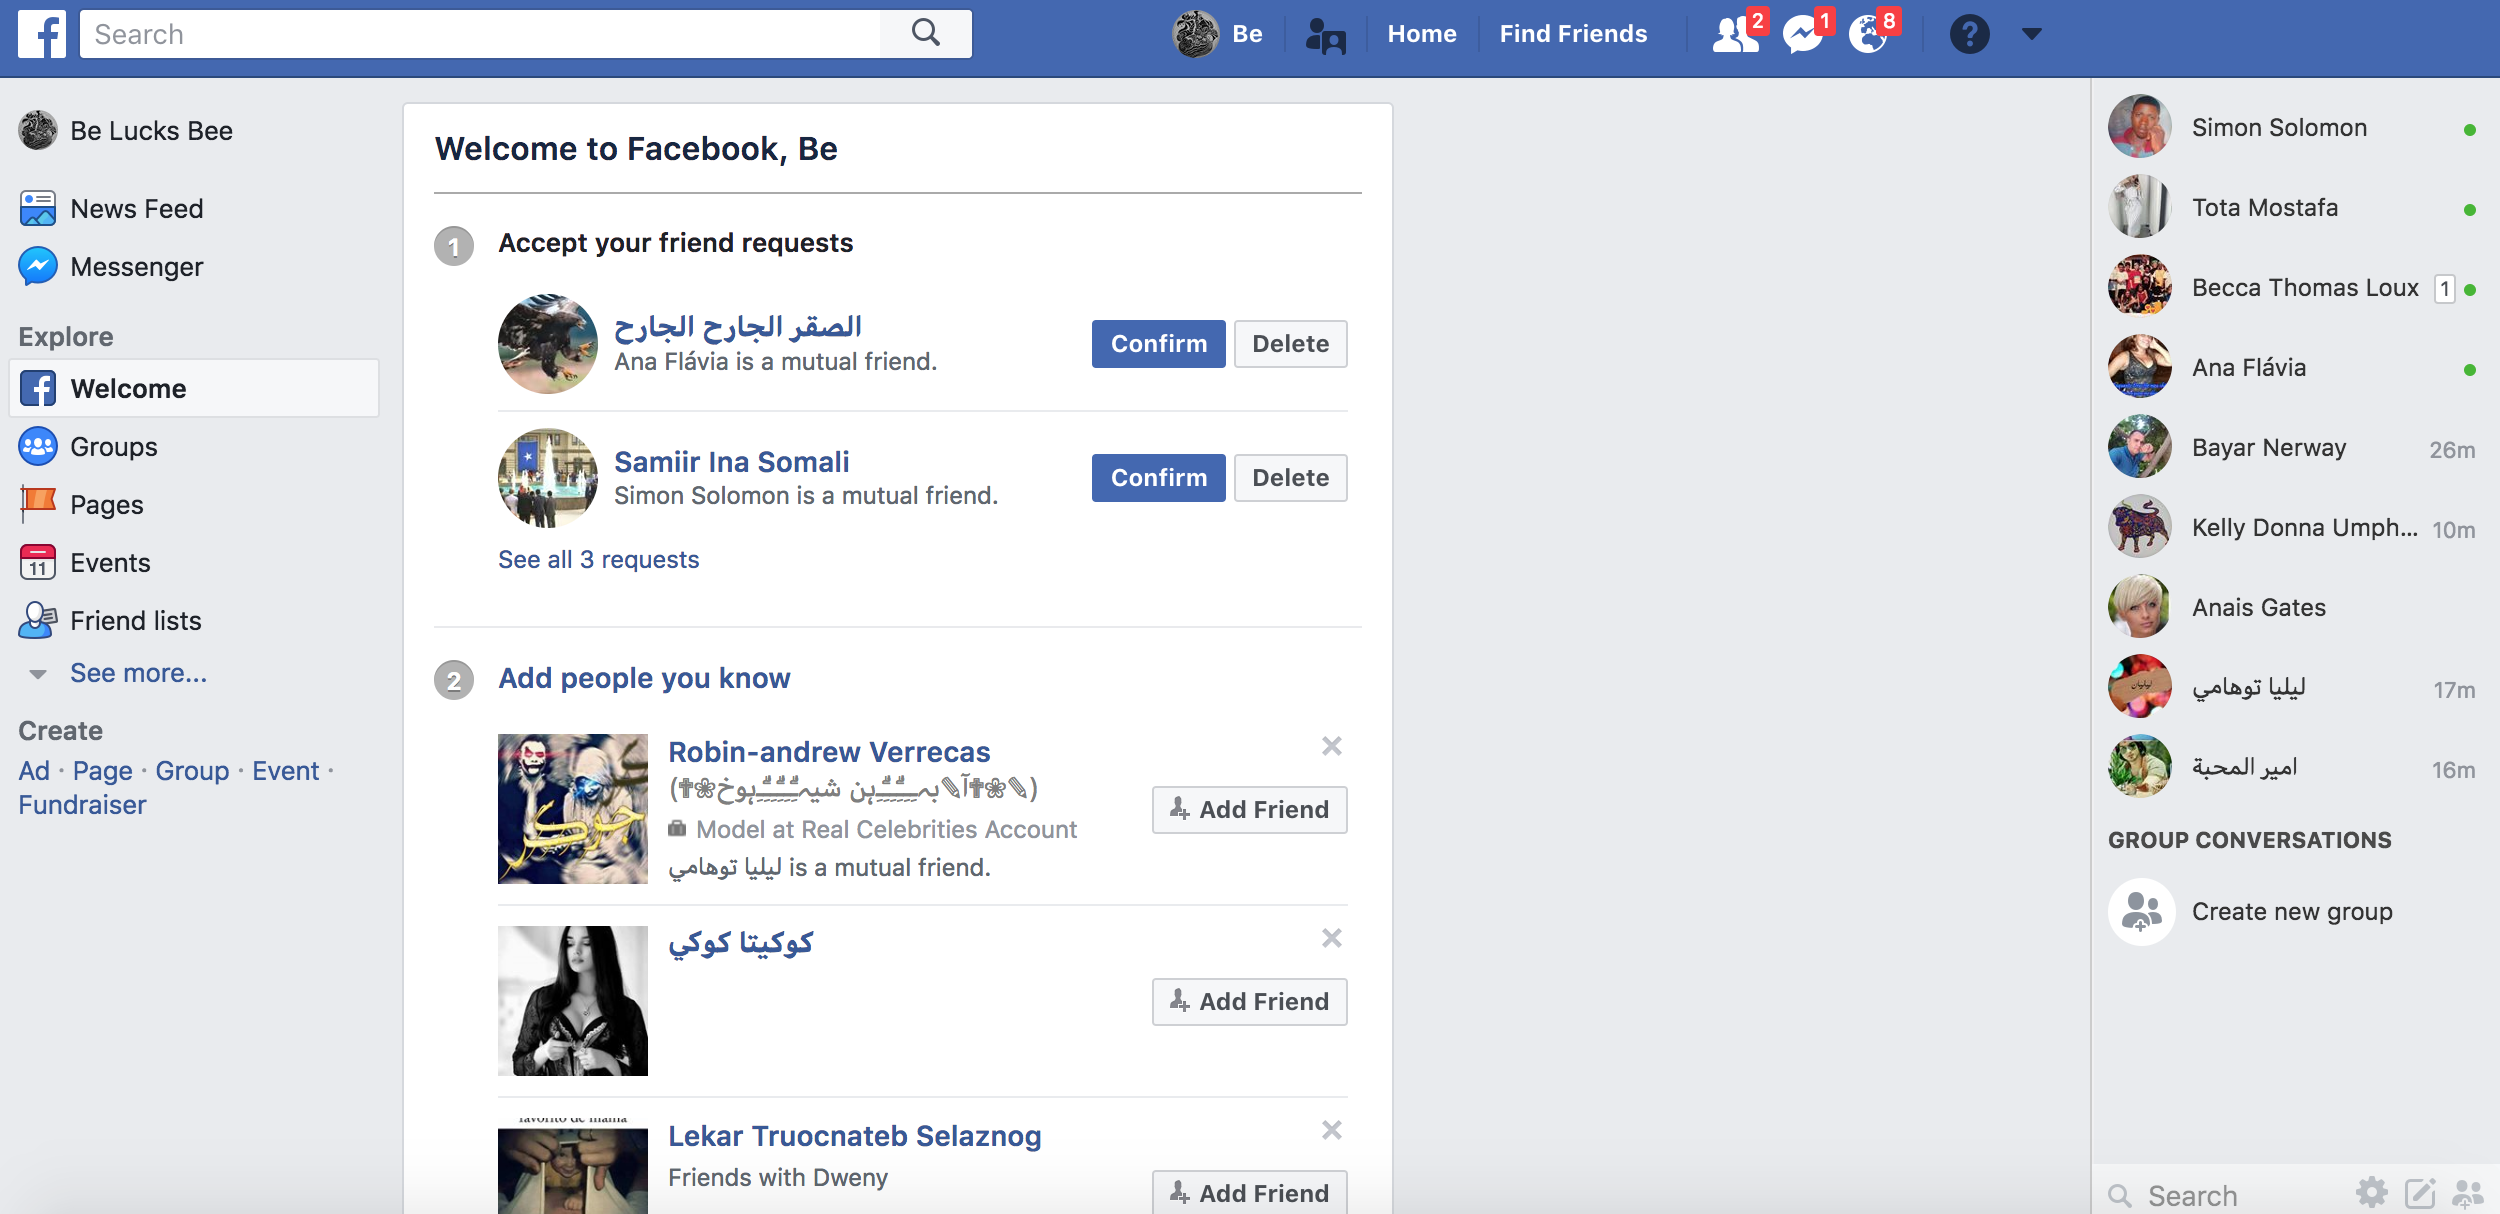 Search
Be
Home
Find Friends
2
1
8
?
Be Lucks Bee
News Feed
Messenger
Explore
Welcome
Groups
Pages
11
Events
Friend lists
See more...
Create
Ad · Page · Group · Event ·
Fundraiser
Welcome to Facebook, Be
1 Accept your friend requests
الصقر الجارح الجارح
Ana Flávia is a mutual friend.
Confirm
Delete
Samiir Ina Somali
Simon Solomon is a mutual friend.
Confirm
Delete
See all 3 requests
2 Add people you know
Robin-andrew Verrecas
Model at Real Celebrities Account
ليليا توهامي is a mutual friend.
Add Friend
كوكيتا كوكي
Add Friend
favorito de mama
Lekar Truocnateb Selaznog
Friends with Dweny
Add Friend
Simon Solomon
Tota Mostafa
Becca Thomas Loux 1
Ana Flávia
Bayar Nerway 26m
Kelly Donna Umph... 10m
Anais Gates
ليليا توهامي 17m
امير المحبة 16m
GROUP CONVERSATIONS
Create new group
Search